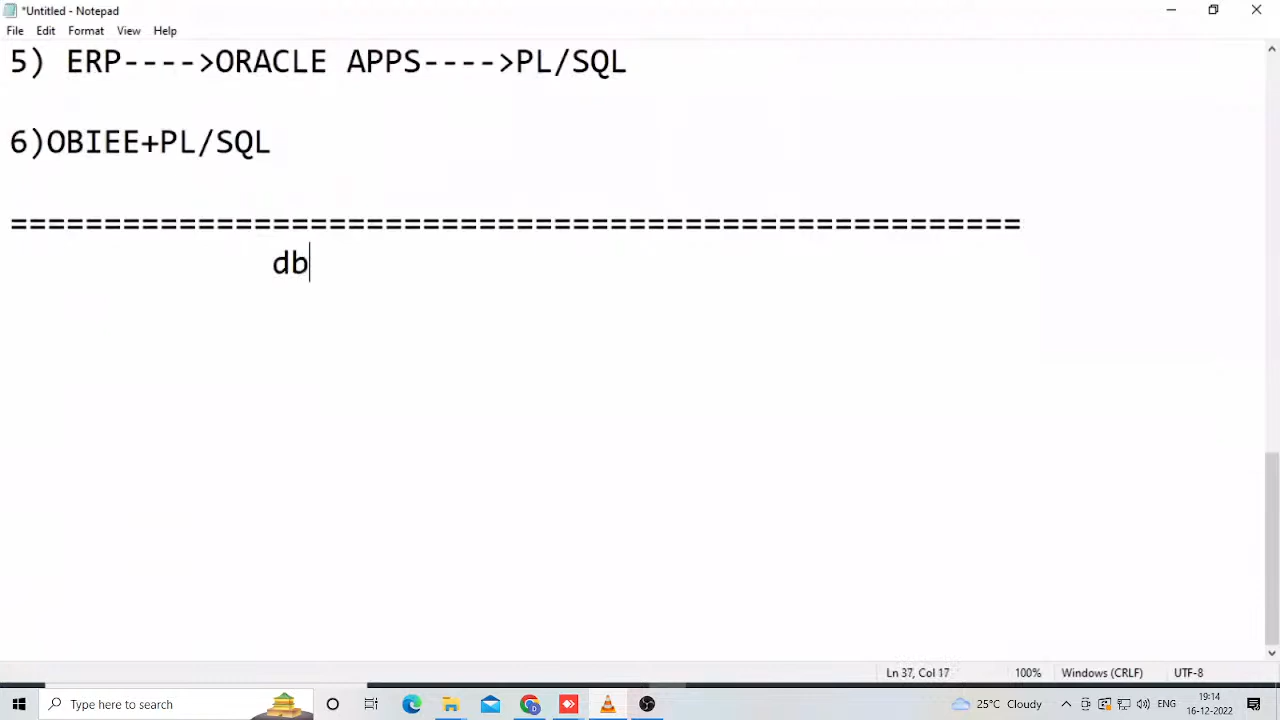 *Untitled - Notepad
File Edit Format View Help
5) ERP---->ORACLE APPS---->PL/SQL
6)OBIEE+PL/SQL
======================================================
db
Ln 37, Col 17 100% Windows (CRLF) UTF-8
Type here to search 25°C Cloudy ENG 19:14
16-12-2022